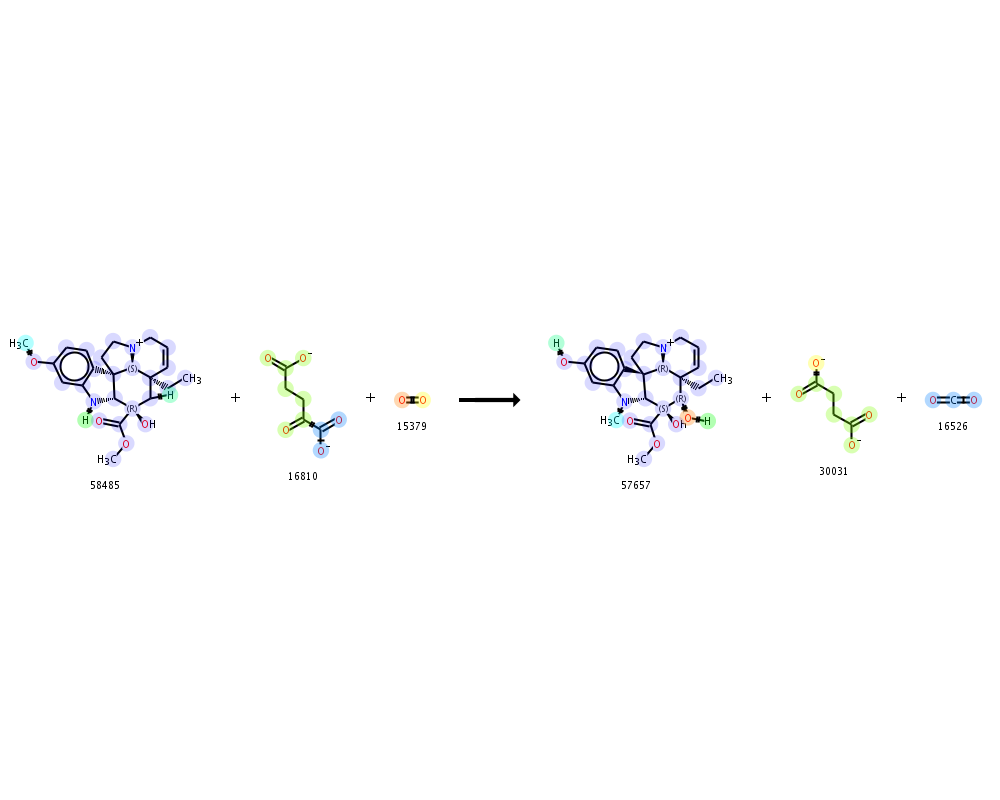 H₃C O N H O OH O H₃C N + (S) (R) CH₃ H
58485
+
O O⁻ O O O⁻
16810
+
O O
15379
H O N H₃C O OH O H₃C N + (R) (R) (S) CH₃ O H
57657
+
O⁻ O O O⁻
30031
+
O C O
16526